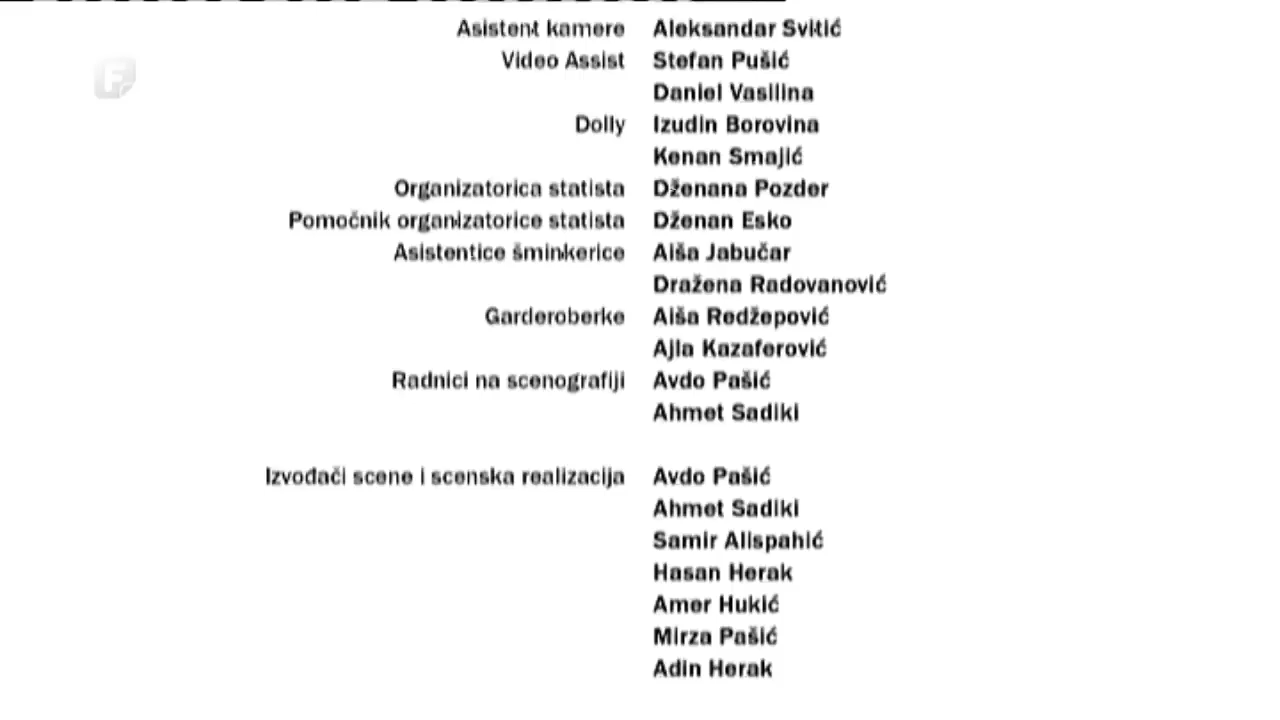 Asistent kamere Aleksandar Svitić
Video Assist Stefan Pušić
Daniel Vasilina
Dolly Izudin Borovina
Kenan Smajić
Organizatorica statista Dženana Pozder
Pomoćnik organizatorice statista Dženan Esko
Asistentice šminkerice Aiša Jabučar
Dražena Radovanović
Garderoberke Aiša Redžepović
Ajla Kazaferović
Radnici na scenografiji Avdo Pašić
Ahmet Sadiki
Izvođači scene i scenska realizacija Avdo Pašić
Ahmet Sadiki
Samir Alispahić
Hasan Herak
Amer Hukić
Mirza Pašić
Adin Herak
F